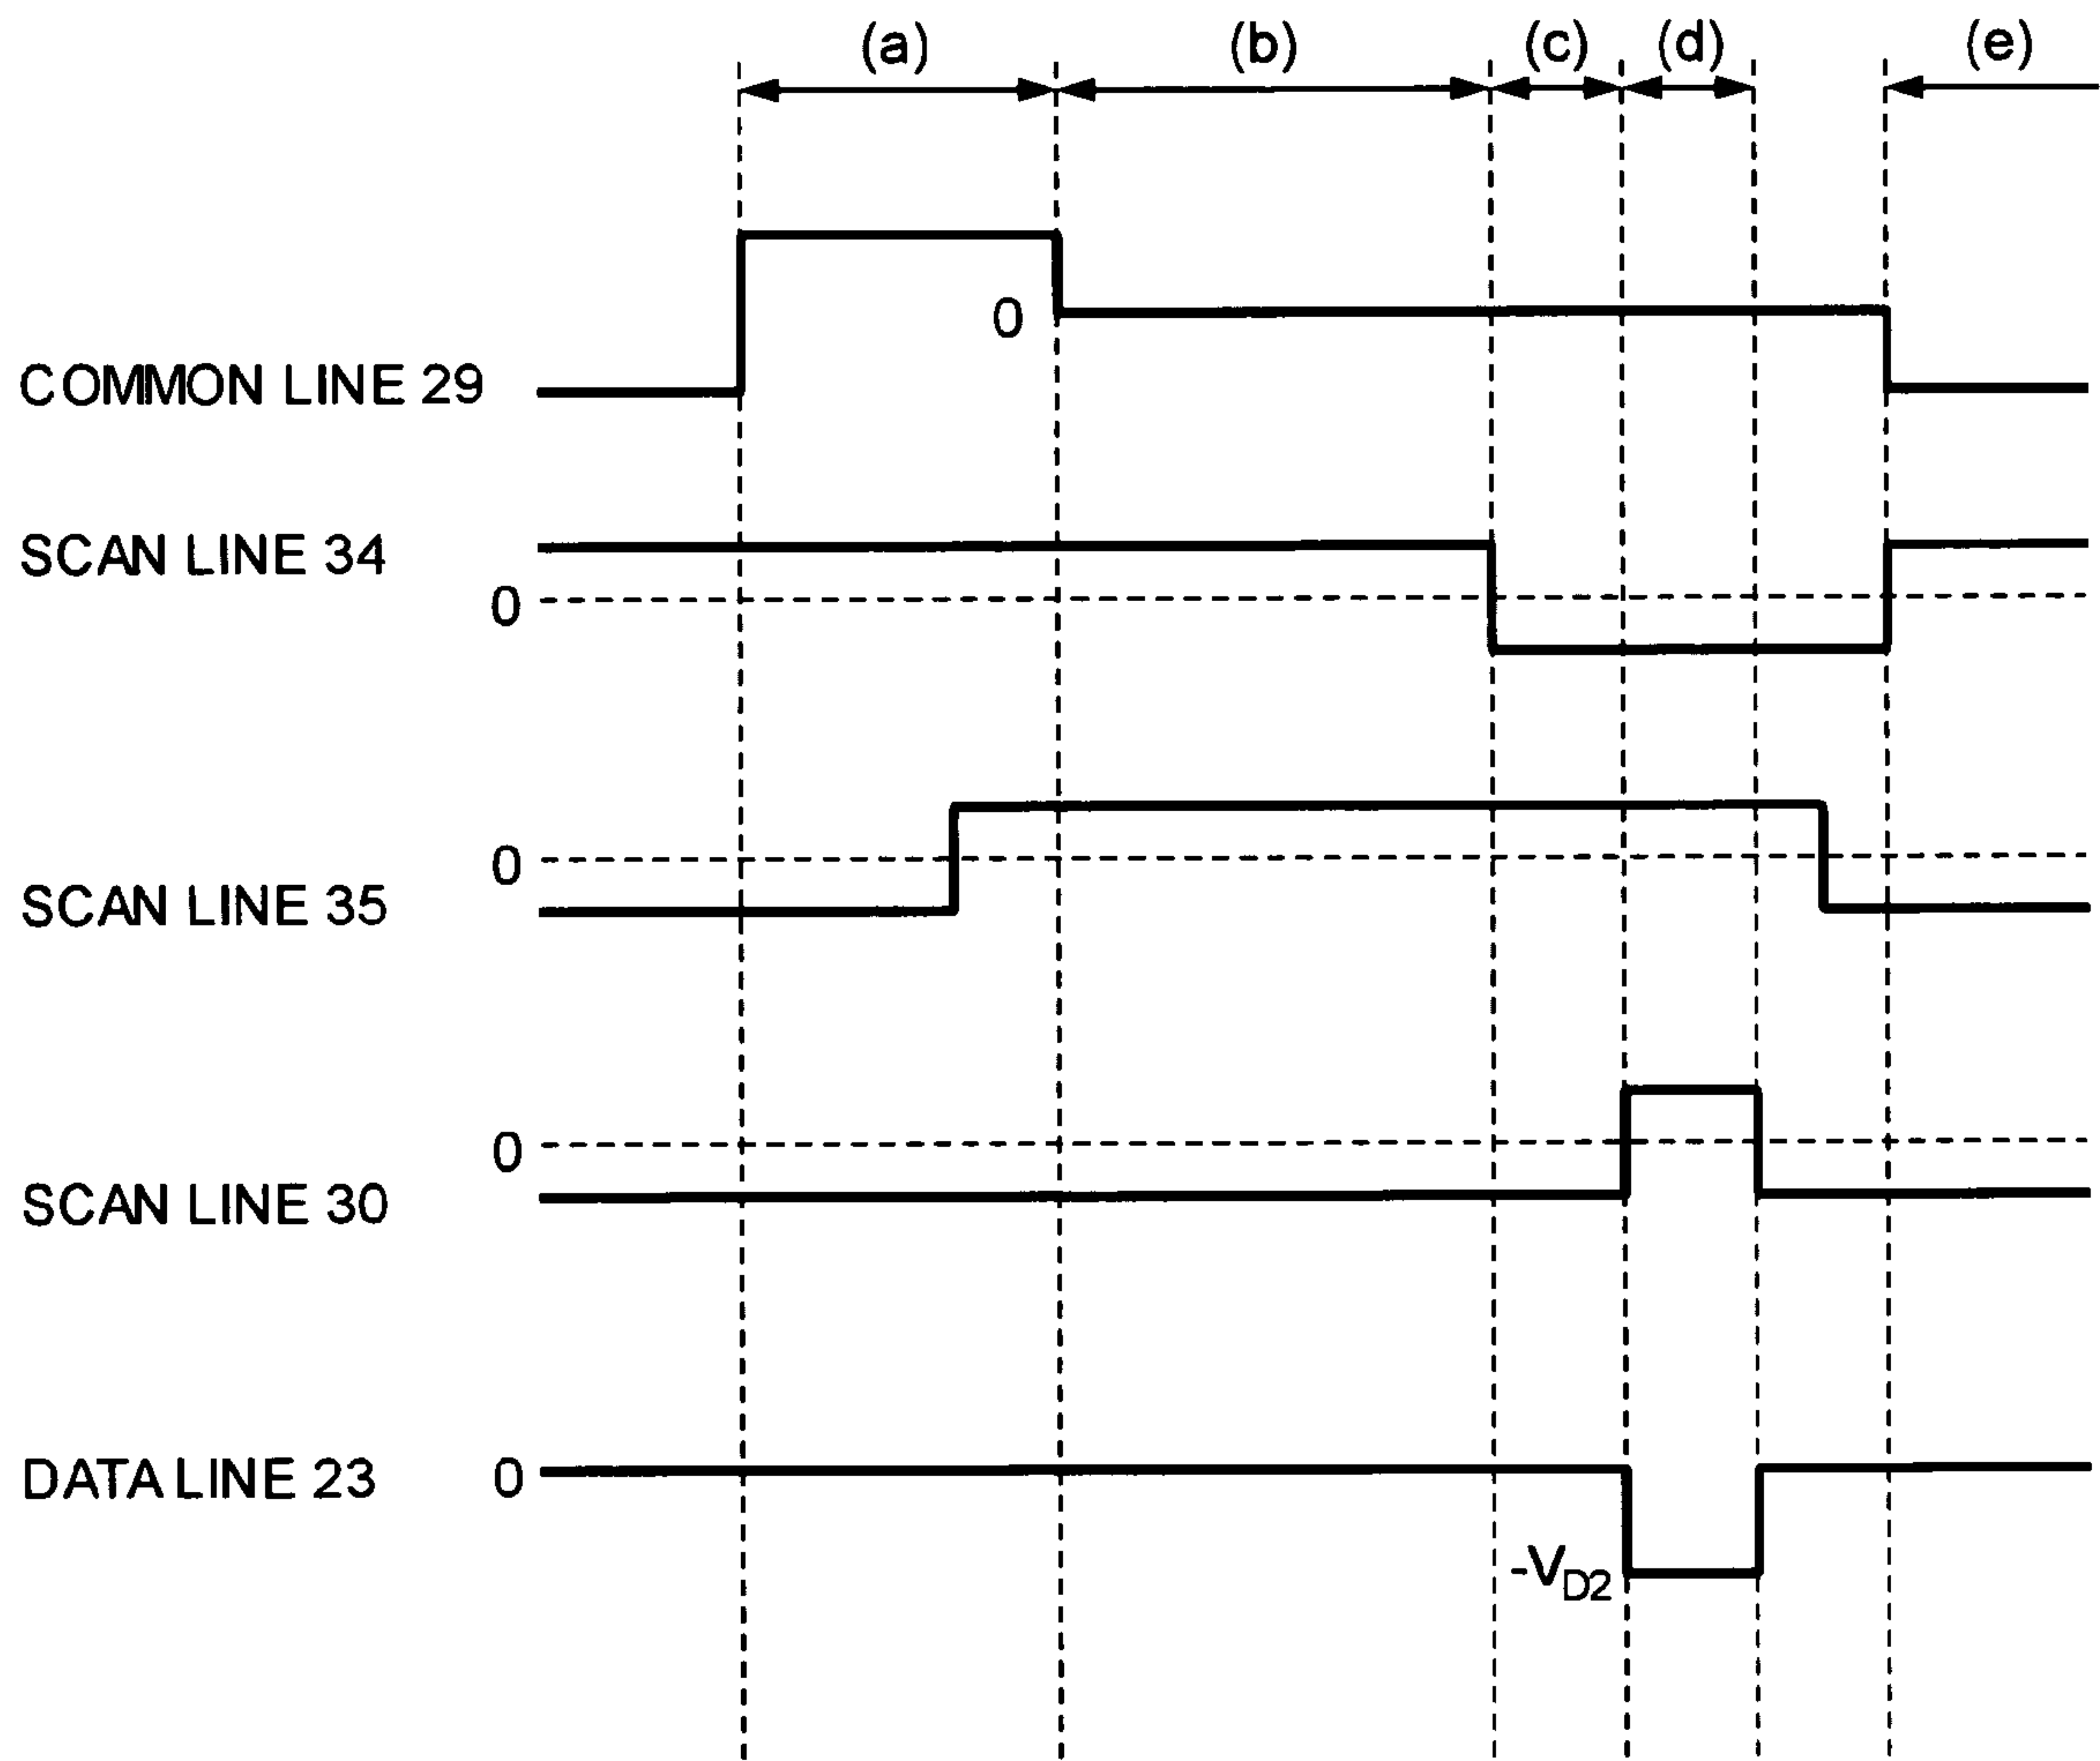 (a) (b) (c) (d) (e)
0
COMMON LINE 29
SCAN LINE 34
0
0
SCAN LINE 35
0
SCAN LINE 30
DATA LINE 23 0
-VD2